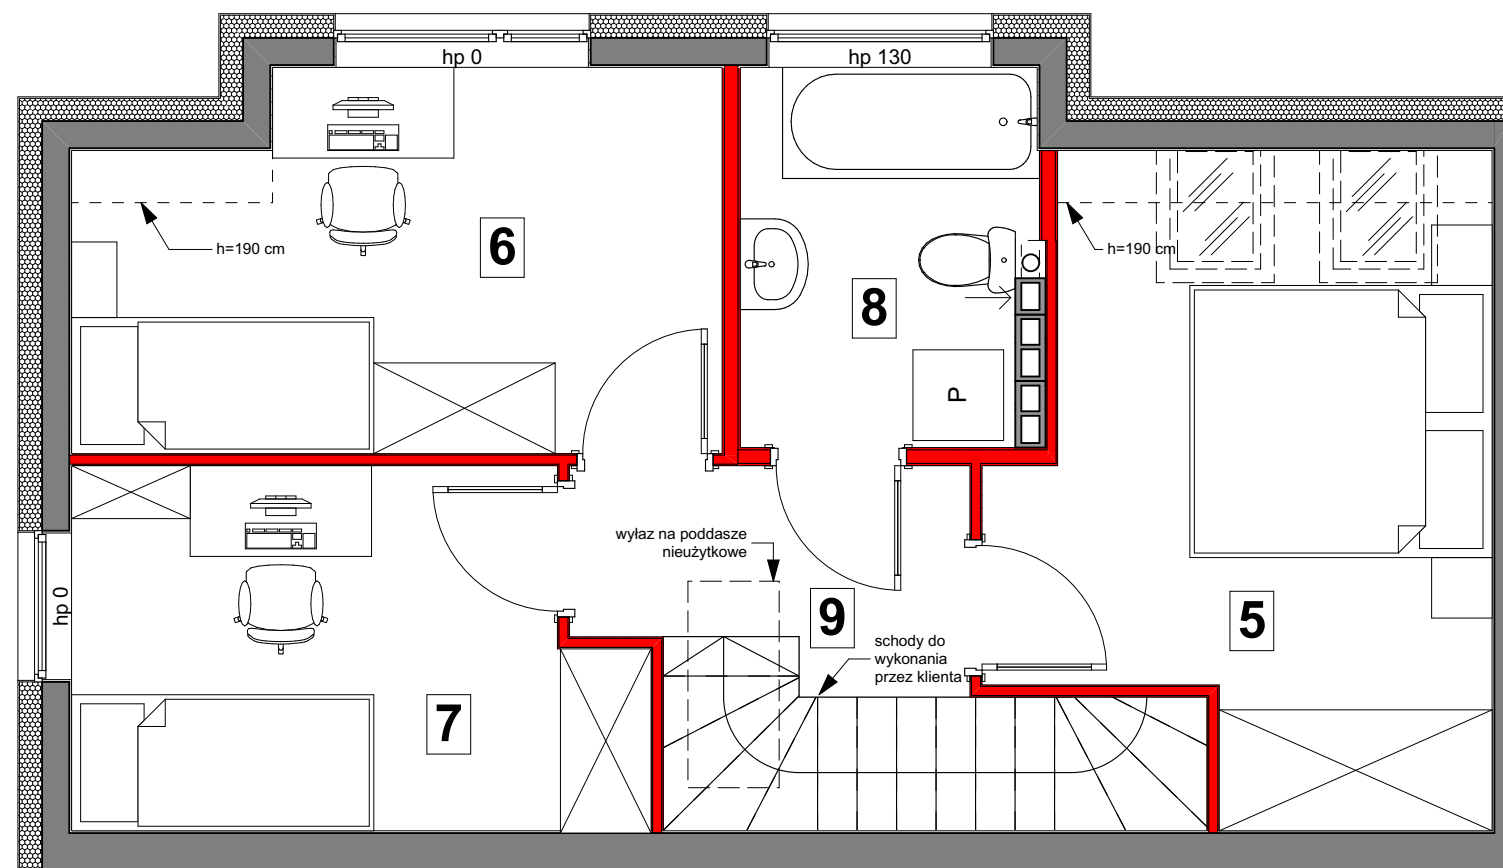 hp 0
hp 130
6
h=190 cm
8
h=190 cm
P
wyłaz na poddasze
nieużytkowe
hp 0
9
5
schody do
wykonania
przez klienta
7